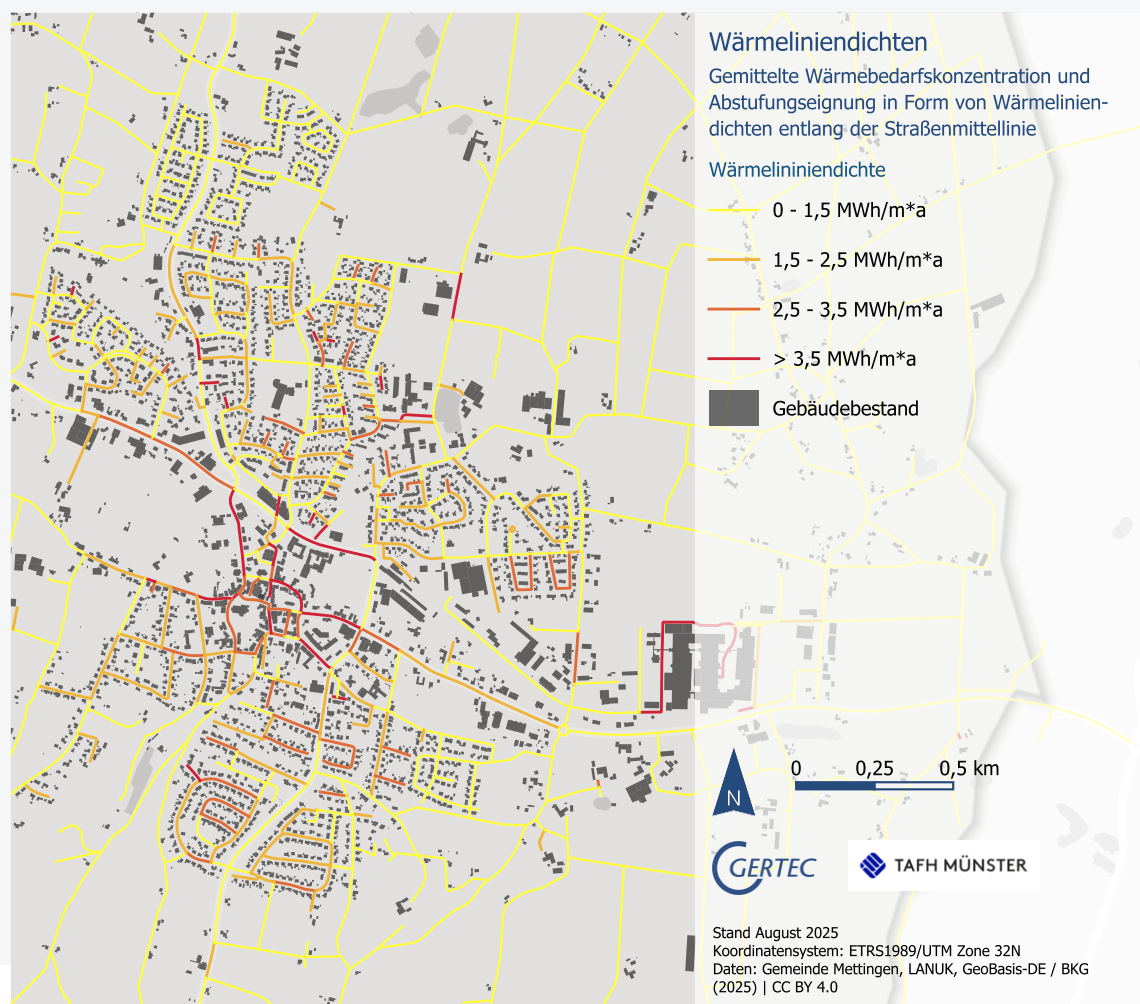 Wärmeliniendichten
Gemittelte Wärmebedarfskonzentration und
Abstufungseignung in Form von Wärmelinien-
dichten entlang der Straßenmittellinie
Wärmelininiendichte
0 - 1,5 MWh/m*a
1,5 - 2,5 MWh/m*a
2,5 - 3,5 MWh/m*a
> 3,5 MWh/m*a
Gebäudebestand
0 0,25 0,5 km
N
GERTEC
TAFH MÜNSTER
Stand August 2025
Koordinatensystem: ETRS1989/UTM Zone 32N
Daten: Gemeinde Mettingen, LANUK, GeoBasis-DE / BKG
(2025) | CC BY 4.0